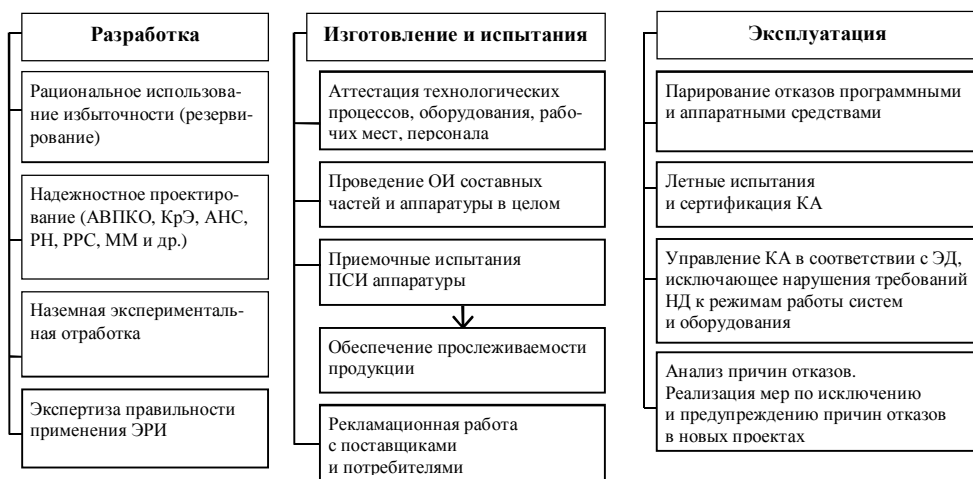 Разработка
Рациональное использова-
ние избыточности (резерви-
рование)
Надежностное проектиро-
вание (АВПКО, КрЭ, АНС,
РН, РРС, ММ и др.)
Наземная эксперименталь-
ная отработка
Экспертиза правильности
применения ЭРИ
Изготовление и испытания
Аттестация технологических
процессов, оборудования, рабо-
чих мест, персонала
Проведение ОИ составных
частей и аппаратуры в целом
Приемочные испытания
ПСИ аппаратуры
Обеспечение прослеживаемости
продукции
Рекламационная работа
с поставщиками
и потребителями
Эксплуатация
Парирование отказов программными
и аппаратными средствами
Летные испытания
и сертификация КА
Управление КА в соответствии с ЭД,
исключающее нарушения требований
НД к режимам работы систем
и оборудования
Анализ причин отказов.
Реализация мер по исключению
и предупреждению причин отказов
в новых проектах